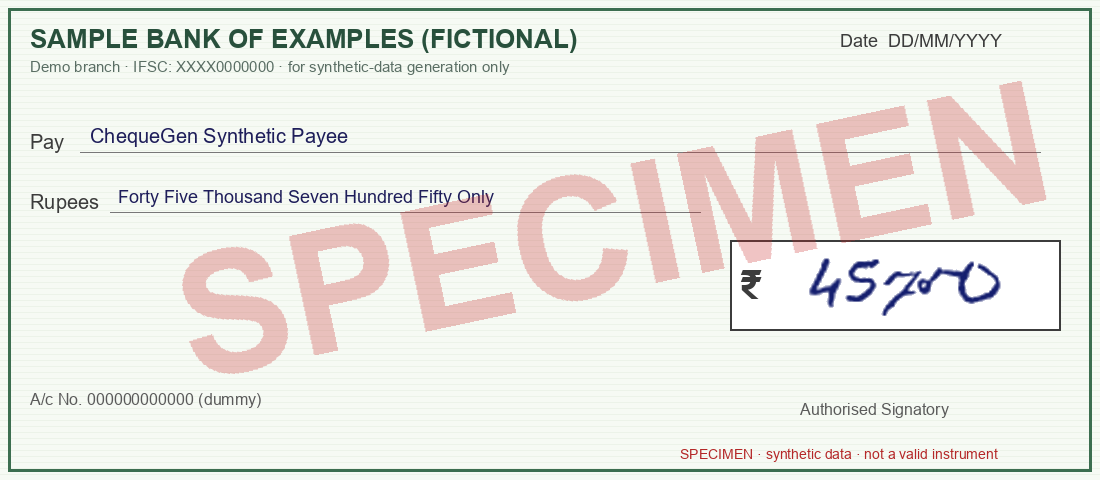 SAMPLE BANK OF EXAMPLES (FICTIONAL)
Date DD/MM/YYYY
Demo branch · IFSC: XXXX0000000 · for synthetic-data generation only
Pay ChequeGen Synthetic Payee
Rupees Forty Five Thousand Seven Hundred Fifty Only
SPECIMEN
₹ 45700
A/c No. 000000000000 (dummy)
Authorised Signatory
SPECIMEN · synthetic data · not a valid instrument